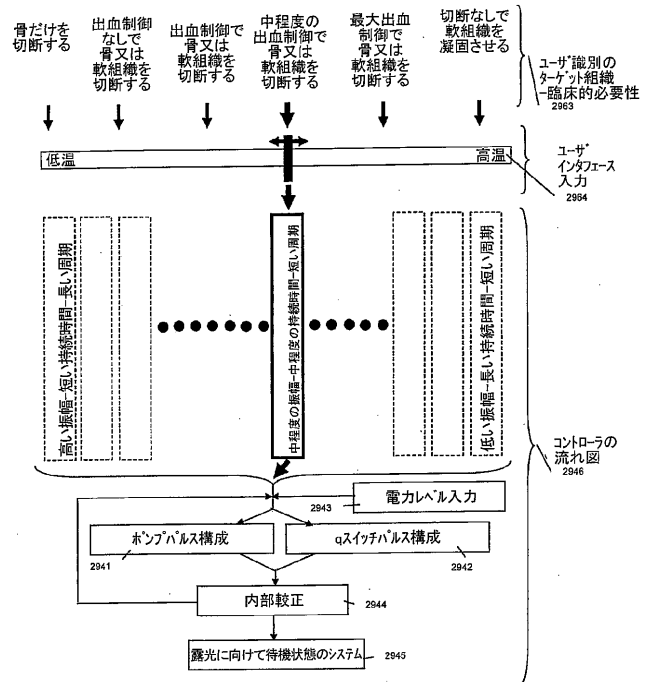 骨だけを
切断する
出血制御
なしで
骨又は
軟組織を
切断する
出血制御で
骨又は
軟組織を
切断する
中程度の
出血制御で
骨又は
軟組織を
切断する
最大出血
制御で
骨又は
軟組織を
切断する
切断なしで
軟組織を
凝固させる
ユーザ識別の
ターゲット組織
-臨床的必要性
2963
低温
高温
ユーザ
インタフェース
入力
2964
高い振幅-短い持続時間-長い周期
中程度の振幅-中程度の持続時間-短い周期
低い振幅-長い持続時間-短い周期
コントローラの
流れ図
2946
2943
電力レベル入力
ポンプパルス構成
2941
qスイッチパルス構成
2942
内部較正
2944
露光に向けて待機状態のシステム
2945